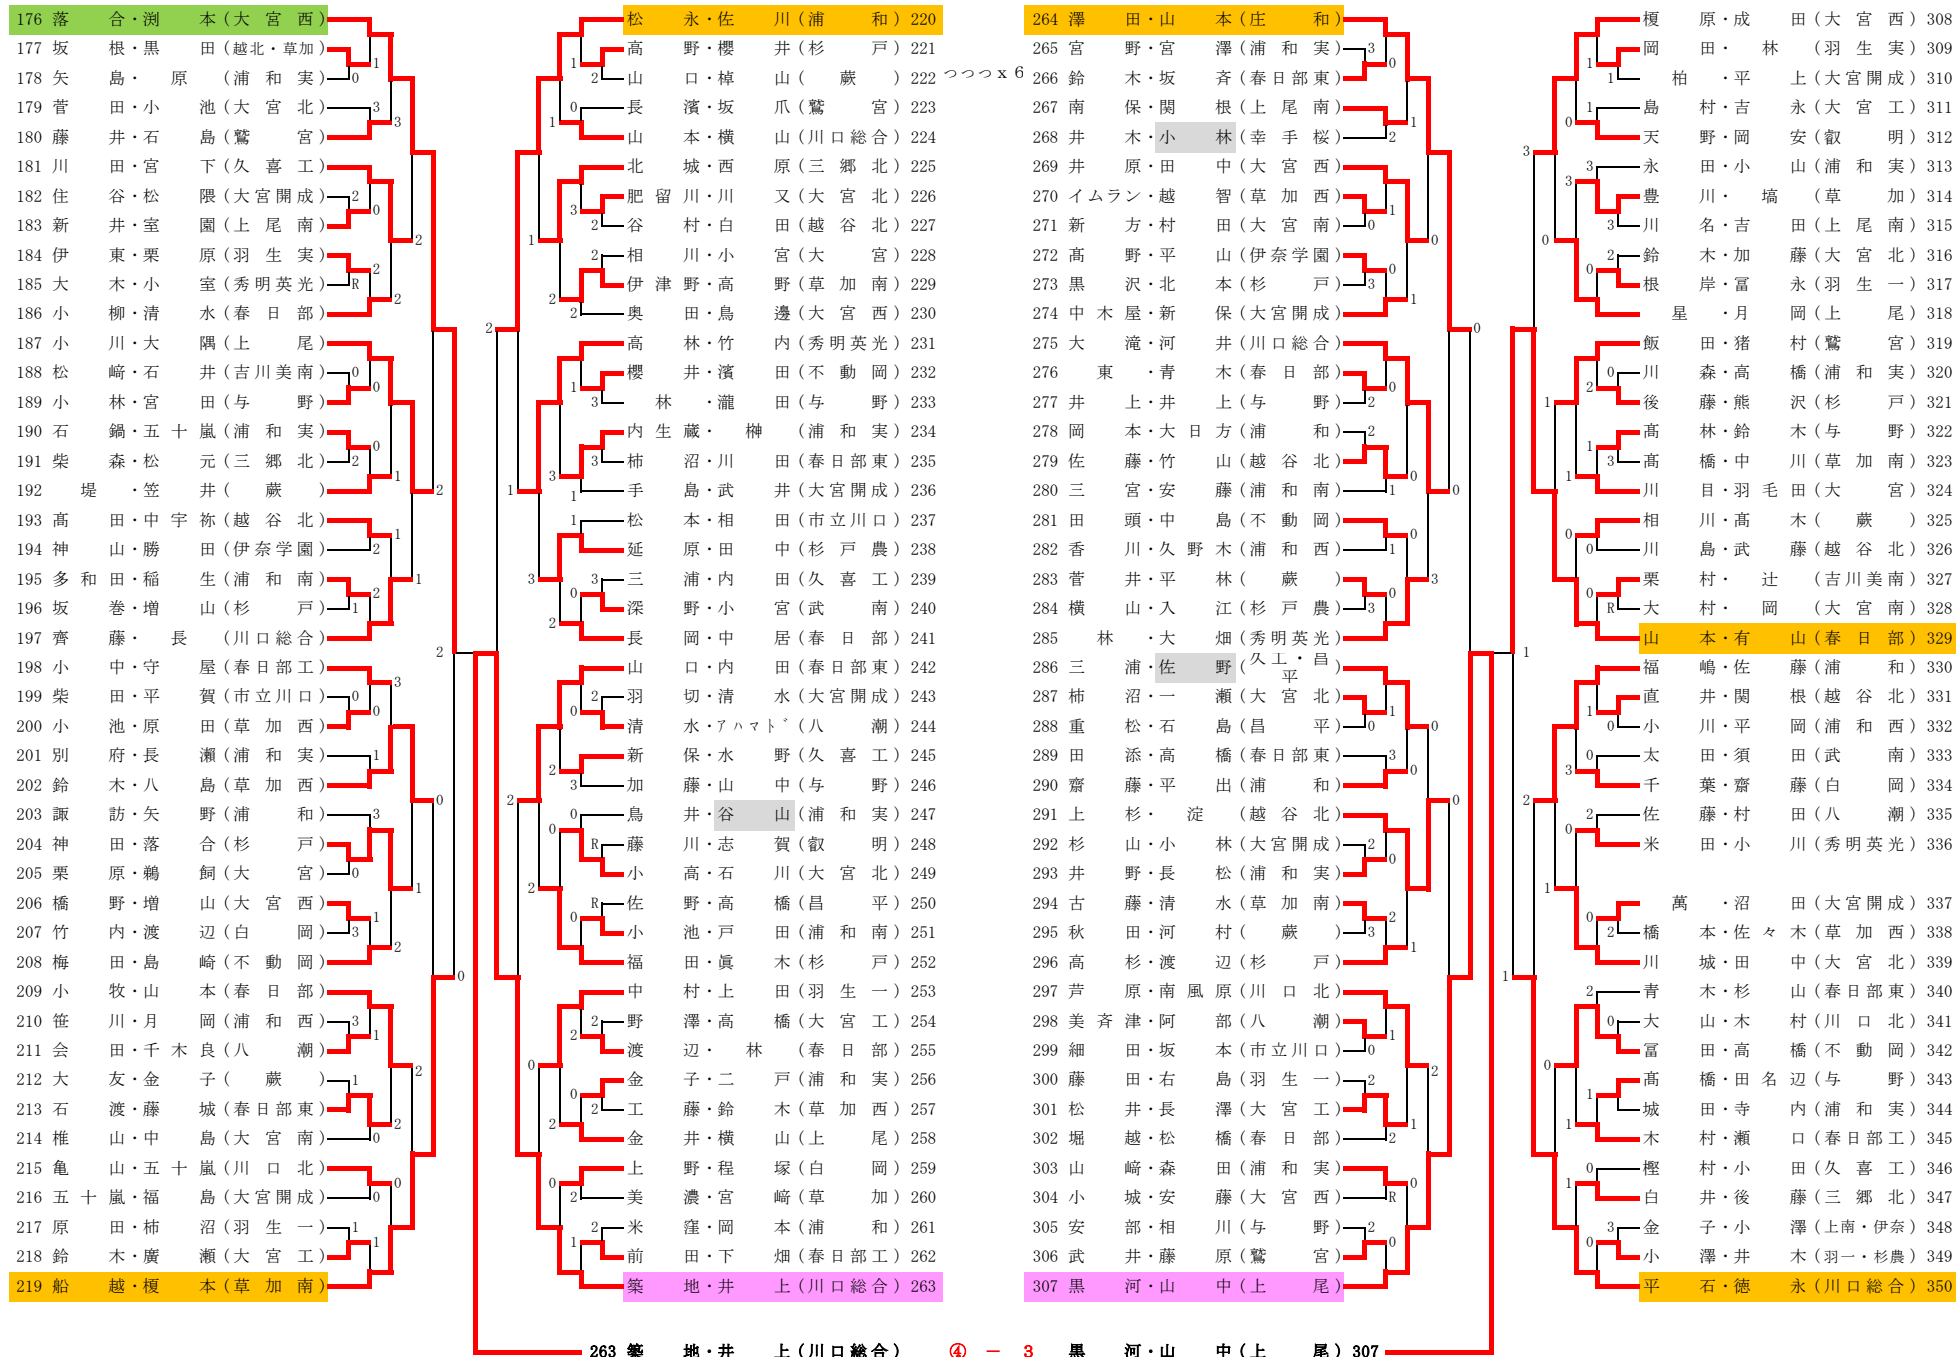 176 落合・渕本(大宮西)
177 坂根・黒田(越北・草加)
178 矢島・原(浦和実)
179 菅田・小池(大宮北)
180 藤井・石島(鷲宮)
181 川田・宮下(久喜工)
182 住谷・松隈(大宮開成)
183 新井・室園(上尾南)
184 伊東・栗原(羽生実)
185 大木・小室(秀明英光)
186 小柳・清水(春日部)
187 小川・大隅(上尾)
188 松﨑・石井(吉川美南)
189 小林・宮田(与野)
190 石鍋・五十嵐(浦和実)
191 柴森・松元(三郷北)
192 堤・笠井(蕨)
193 髙田・中宇祢(越谷北)
194 神山・勝田(伊奈学園)
195 多和田・稲生(浦和南)
196 坂巻・増山(杉戸)
197 齊藤・長(川口総合)
198 小中・守屋(春日部工)
199 柴田・平賀(市立川口)
200 小池・原田(草加西)
201 別府・長瀬(浦和実)
202 鈴木・八島(草加西)
203 諏訪・矢野(浦和)
204 神田・落合(杉戸)
205 栗原・鵜飼(大宮)
206 橋野・増山(大宮西)
207 竹内・渡辺(白岡)
208 梅田・島崎(不動岡)
209 小牧・山本(春日部)
210 笹川・月岡(浦和西)
211 会田・千木良(八潮)
212 大友・金子(蕨)
213 石渡・藤城(春日部東)
214 椎山・中島(大宮南)
215 亀山・五十嵐(川口北)
216 五十嵐・福島(大宮開成)
217 原田・柿沼(羽生一)
218 鈴木・廣瀬(大宮工)
219 船越・榎本(草加南)
松永・佐川(浦和) 220
高野・櫻井(杉戸) 221
山口・棹山(蕨) 222
長濱・坂爪(鷲宮) 223
山本・横山(川口総合) 224
北城・西原(三郷北) 225
肥留川・川又(大宮北) 226
谷村・白田(越谷北) 227
相川・小宮(大宮) 228
伊津野・高野(草加南) 229
奥田・鳥邊(大宮西) 230
高林・竹内(秀明英光) 231
櫻井・濱田(不動岡) 232
林・瀧田(与野) 233
内生蔵・榊(浦和実) 234
柿沼・川田(春日部東) 235
手島・武井(大宮開成) 236
松本・相田(市立川口) 237
延原・田中(杉戸農) 238
三浦・内田(久喜工) 239
深野・小宮(武南) 240
長岡・中居(春日部) 241
山口・内田(春日部東) 242
羽切・清水(大宮開成) 243
清水・アハマド(八潮) 244
新保・水野(久喜工) 245
加藤・山中(与野) 246
鳥井・谷山(浦和実) 247
藤川・志賀(叡明) 248
小高・石川(大宮北) 249
佐野・高橋(昌平) 250
小池・戸田(浦和南) 251
福田・眞木(杉戸) 252
中村・上田(羽生一) 253
野澤・高橋(大宮工) 254
渡辺・林(春日部) 255
金子・二戸(浦和実) 256
工藤・鈴木(草加西) 257
金井・横山(上尾) 258
上野・程塚(白岡) 259
美濃・宮﨑(草加) 260
米窪・岡本(浦和) 261
前田・下畑(春日部工) 262
築地・井上(川口総合) 263
つつつx6
264 澤田・山本(庄和)
265 宮野・宮澤(浦和実)
266 鈴木・坂斉(春日部東)
267 南保・関根(上尾南)
268 井木・小林(幸手桜)
269 井原・田中(大宮西)
270 イムラン・越智(草加西)
271 新方・村田(大宮南)
272 髙野・平山(伊奈学園)
273 黒沢・北本(杉戸)
274 中木屋・新保(大宮開成)
275 大滝・河井(川口総合)
276 東・青木(春日部)
277 井上・井上(与野)
278 岡本・大日方(浦和)
279 佐藤・竹山(越谷北)
280 三宮・安藤(浦和南)
281 田頭・中島(不動岡)
282 香川・久野木(浦和西)
283 菅井・平林(蕨)
284 横山・入江(杉戸農)
285 林・大畑(秀明英光)
286 三浦・佐野(久工・昌平)
287 柿沼・一瀬(大宮北)
288 重松・石島(昌平)
289 田添・高橋(春日部東)
290 齋藤・平出(浦和)
291 上杉・淀(越谷北)
292 杉山・小林(大宮開成)
293 井野・長松(浦和実)
294 古藤・清水(草加南)
295 秋田・河村(蕨)
296 高杉・渡辺(杉戸)
297 芦原・南風原(川口北)
298 美斉津・阿部(八潮)
299 細田・坂本(市立川口)
300 藤田・右島(羽生一)
301 松井・長澤(大宮工)
302 堀越・松橋(春日部)
303 山﨑・森田(浦和実)
304 小城・安藤(大宮西)
305 安部・相川(与野)
306 武井・藤原(鷲宮)
307 黒河・山中(上尾)
榎原・成田(大宮西) 308
岡田・林(羽生実) 309
柏・平上(大宮開成) 310
島村・吉永(大宮工) 311
天野・岡安(叡明) 312
永田・小山(浦和実) 313
豊川・塙(草加) 314
川名・吉田(上尾南) 315
鈴木・加藤(大宮北) 316
根岸・冨永(羽生一) 317
星・月岡(上尾) 318
飯田・猪村(鷲宮) 319
川森・高橋(浦和実) 320
後藤・熊沢(杉戸) 321
髙林・鈴木(与野) 322
髙橋・中川(草加南) 323
川目・羽毛田(大宮) 324
相川・髙木(蕨) 325
川島・武藤(越谷北) 326
栗村・辻(吉川美南) 327
大村・岡(大宮南) 328
山本・有山(春日部) 329
福嶋・佐藤(浦和) 330
直井・関根(越谷北) 331
小川・平岡(浦和西) 332
太田・須田(武南) 333
千葉・齋藤(白岡) 334
佐藤・村田(八潮) 335
米田・小川(秀明英光) 336
萬・沼田(大宮開成) 337
橋本・佐々木(草加西) 338
川城・田中(大宮北) 339
青木・杉山(春日部東) 340
大山・木村(川口北) 341
冨田・高橋(不動岡) 342
髙橋・田名辺(与野) 343
城田・寺内(浦和実) 344
木村・瀬口(春日部工) 345
樫村・小田(久喜工) 346
白井・後藤(三郷北) 347
金子・小澤(上南・伊奈) 348
小澤・井木(羽一・杉農) 349
平石・徳永(川口総合) 350
263 築地・井上(川口総合) ④ － 3 黒河・山中(上尾) 307